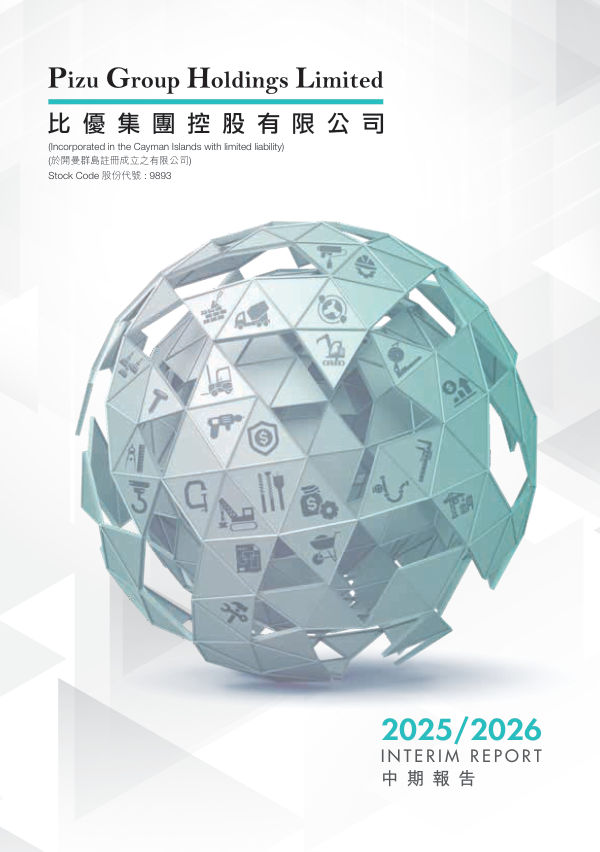 Pizu Group Holdings Limited
比優集團控股有限公司
(Incorporated in the Cayman Islands with limited liability)
(於開曼群島註冊成立之有限公司)
Stock Code 股份代號 : 9893
2025/2026
INTERIM REPORT
中期報告